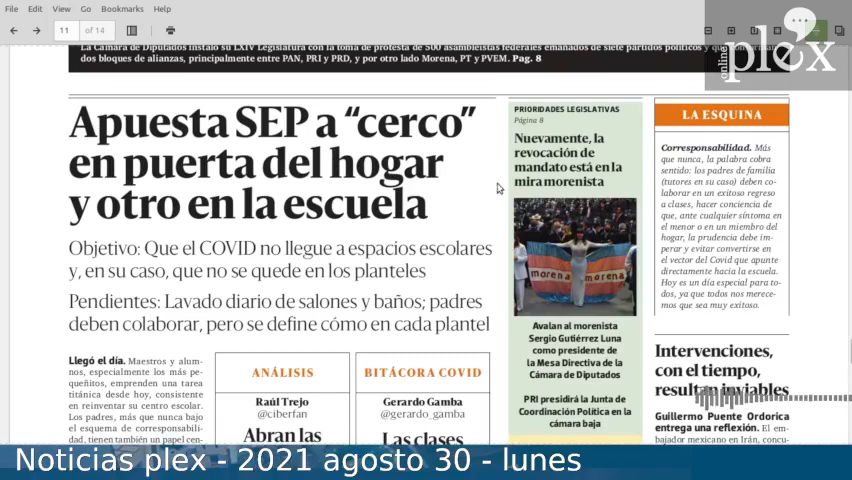 File Edit View Go Bookmarks Help
11 of 14
La Cámara de Diputados instaló su LXIV Legislatura con la toma de protesta de 500 asambleístas federales emanados de siete partidos políticos y que
dos bloques de alianzas, principalmente entre PAN, PRI y PRD, y por otro lado Morena, PT y PVEM. Pag. 8
online
plex
Apuesta SEP a “cerco”
en puerta del hogar
y otro en la escuela
Objetivo: Que el COVID no llegue a espacios escolares
y, en su caso, que no se quede en los planteles
Pendientes: Lavado diario de salones y baños; padres
deben colaborar, pero se define cómo en cada plantel
Llegó el día. Maestros y alum-
nos, especialmente los más pe-
queñitos, emprenden una tarea
titánica desde hoy, consistente
en reinventar su centro escolar.
Los padres, más que nunca bajo
el esquema de corresponsabili-
dad, tienen también un papel cen-
ANÁLISIS
Raúl Trejo
@ciberfan
Abran las
BITÁCORA COVID
Gerardo Gamba
@gerardo_gamba
Las clases
PRIORIDADES LEGISLATIVAS
Página 8
Nuevamente, la
revocación de
mandato está en la
mira morenista
morena morena
Avalan al morenista
Sergio Gutiérrez Luna
como presidente de
la Mesa Directiva de la
Cámara de Diputados
PRI presidirá la Junta de
Coordinación Política en la
cámara baja
LA ESQUINA
Corresponsabilidad. Más
que nunca, la palabra cobra
sentido: los padres de familia
(tutores en su caso) deben co-
laborar en un exitoso regreso
a clases, hacer conciencia de
que, ante cualquier síntoma en
el menor o en un miembro del
hogar, la prudencia debe im-
perar y evitar convertirse en
el vector del Covid que apunte
directamente hacia la escuela.
Hoy es un día especial para to-
dos, ya que todos nos merece-
mos que sea muy exitoso.
Intervenciones,
con el tiempo,
resultan inviables
Guillermo Puente Ordorica
entrega una reflexión. El em-
bajador mexicano en Irán, concu-
Noticias plex - 2021 agosto 30 - lunes